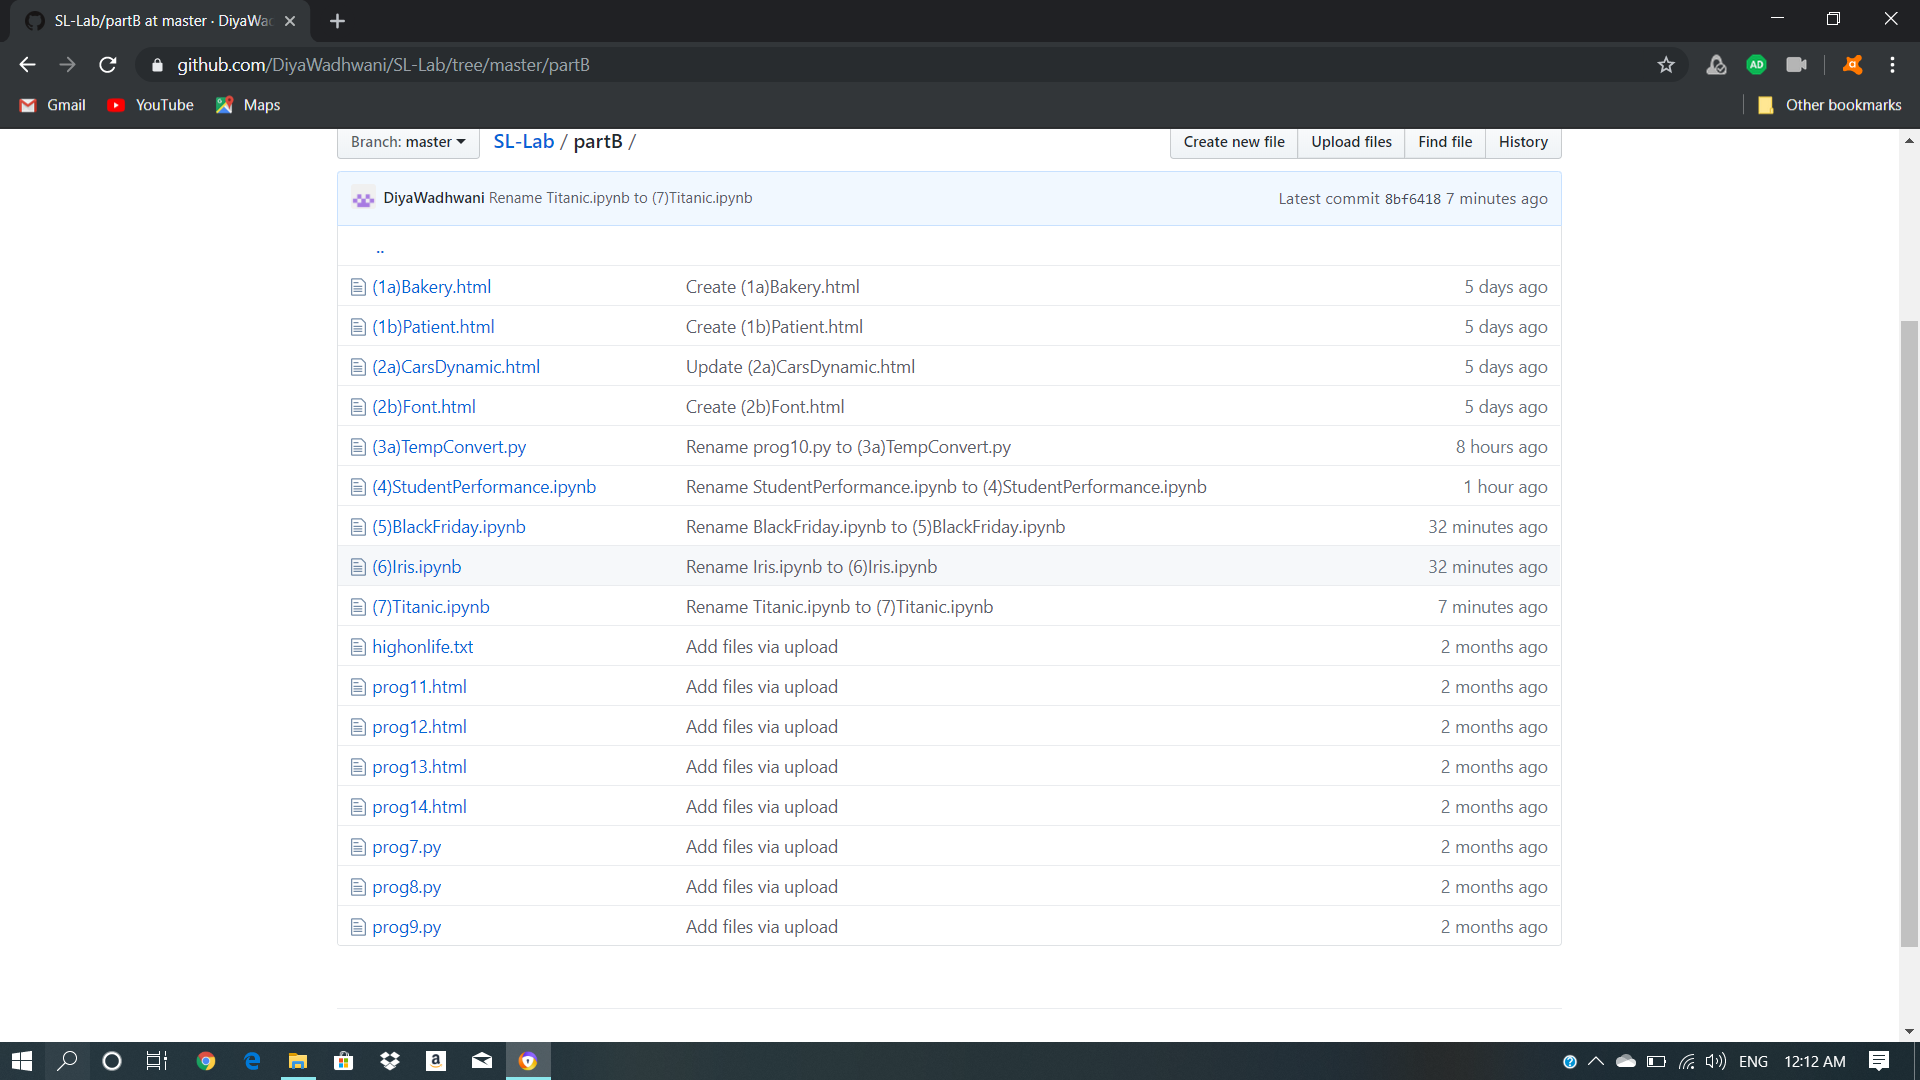 SL-Lab/partB at master · DiyaWad
github.com/DiyaWadhwani/SL-Lab/tree/master/partB
AD
a
Gmail YouTube Maps Other bookmarks
Branch: master SL-Lab / partB / Create new file Upload files Find file History
DiyaWadhwani Rename Titanic.ipynb to (7)Titanic.ipynb Latest commit 8bf6418 7 minutes ago
..
(1a)Bakery.html Create (1a)Bakery.html 5 days ago
(1b)Patient.html Create (1b)Patient.html 5 days ago
(2a)CarsDynamic.html Update (2a)CarsDynamic.html 5 days ago
(2b)Font.html Create (2b)Font.html 5 days ago
(3a)TempConvert.py Rename prog10.py to (3a)TempConvert.py 8 hours ago
(4)StudentPerformance.ipynb Rename StudentPerformance.ipynb to (4)StudentPerformance.ipynb 1 hour ago
(5)BlackFriday.ipynb Rename BlackFriday.ipynb to (5)BlackFriday.ipynb 32 minutes ago
(6)Iris.ipynb Rename Iris.ipynb to (6)Iris.ipynb 32 minutes ago
(7)Titanic.ipynb Rename Titanic.ipynb to (7)Titanic.ipynb 7 minutes ago
highonlife.txt Add files via upload 2 months ago
prog11.html Add files via upload 2 months ago
prog12.html Add files via upload 2 months ago
prog13.html Add files via upload 2 months ago
prog14.html Add files via upload 2 months ago
prog7.py Add files via upload 2 months ago
prog8.py Add files via upload 2 months ago
prog9.py Add files via upload 2 months ago
a ENG 12:12 AM